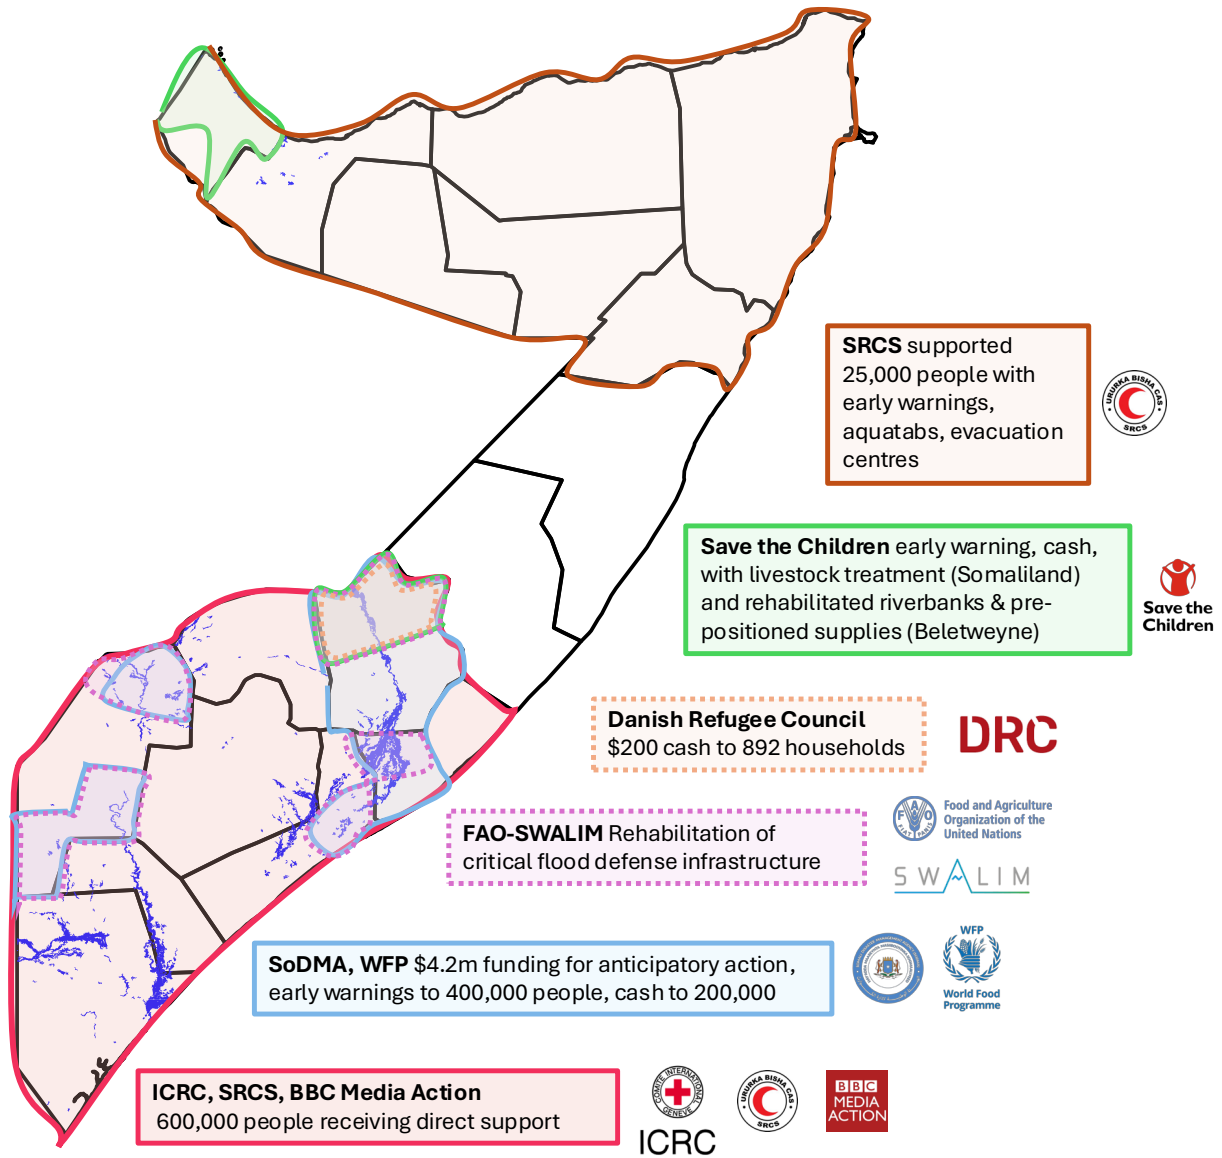 SRCS supported
25,000 people with
early warnings,
aquatabs, evacuation
centres
URURKA BISHA CAS
SRCS
Save the Children early warning, cash,
with livestock treatment (Somaliland)
and rehabilitated riverbanks & pre-
positioned supplies (Beletweyne)
Save the
Children
Danish Refugee Council
$200 cash to 892 households
DRC
FAO-SWALIM Rehabilitation of
critical flood defense infrastructure
F A O
FIAT PANIS
Food and Agriculture
Organization of the
United Nations
SWALIM
SoDMA, WFP $4.2m funding for anticipatory action,
early warnings to 400,000 people, cash to 200,000
WFP
World Food
Programme
ICRC, SRCS, BBC Media Action
600,000 people receiving direct support
COMITE INTERNATIONAL
GENEVE
ICRC
URURKA BISHA CAS
SRCS
BBC
MEDIA
ACTION